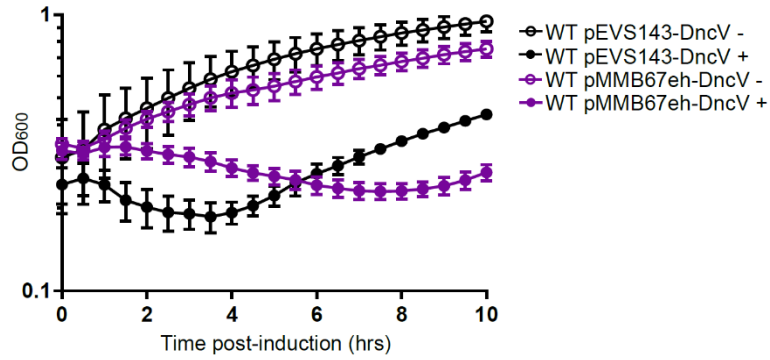 1
OD600
0.1
0 2 4 6 8 10
Time post-induction (hrs)
WT pEVS143-DncV -
WT pEVS143-DncV +
WT pMMB67eh-DncV -
WT pMMB67eh-DncV +